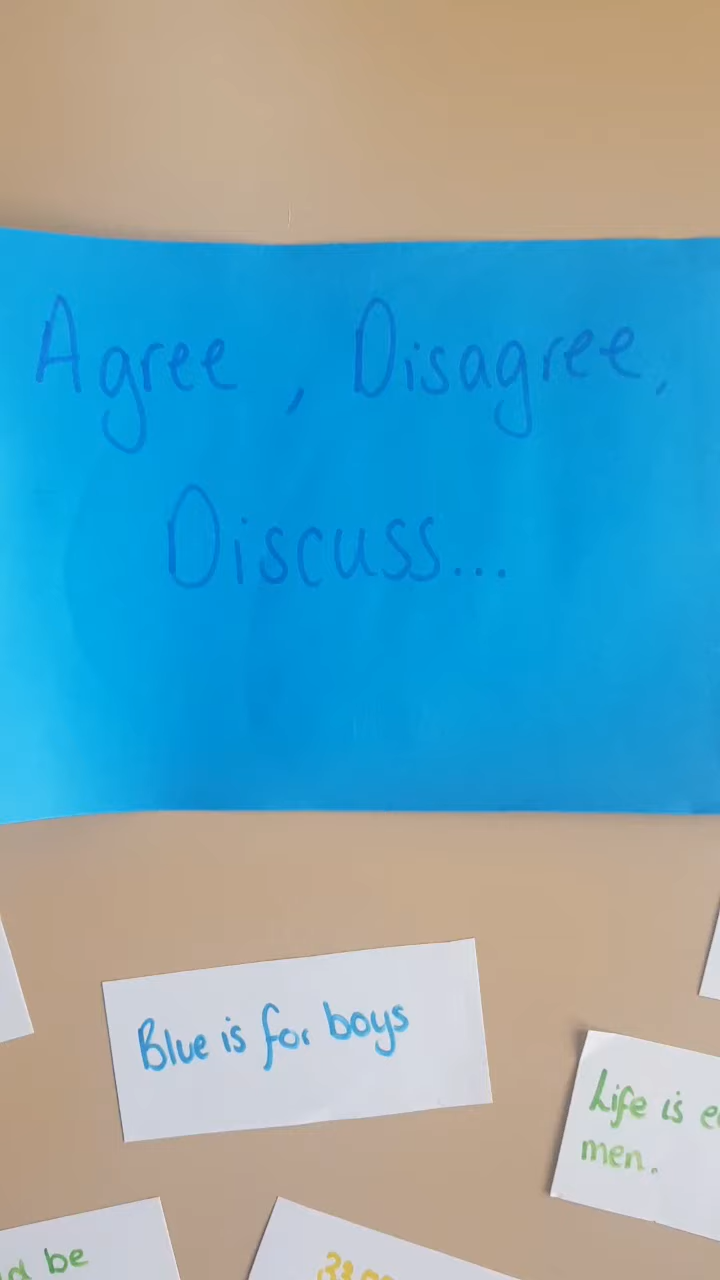 Agree, Disagree,
Discuss...
Blue is for boys
Life is
men.
be